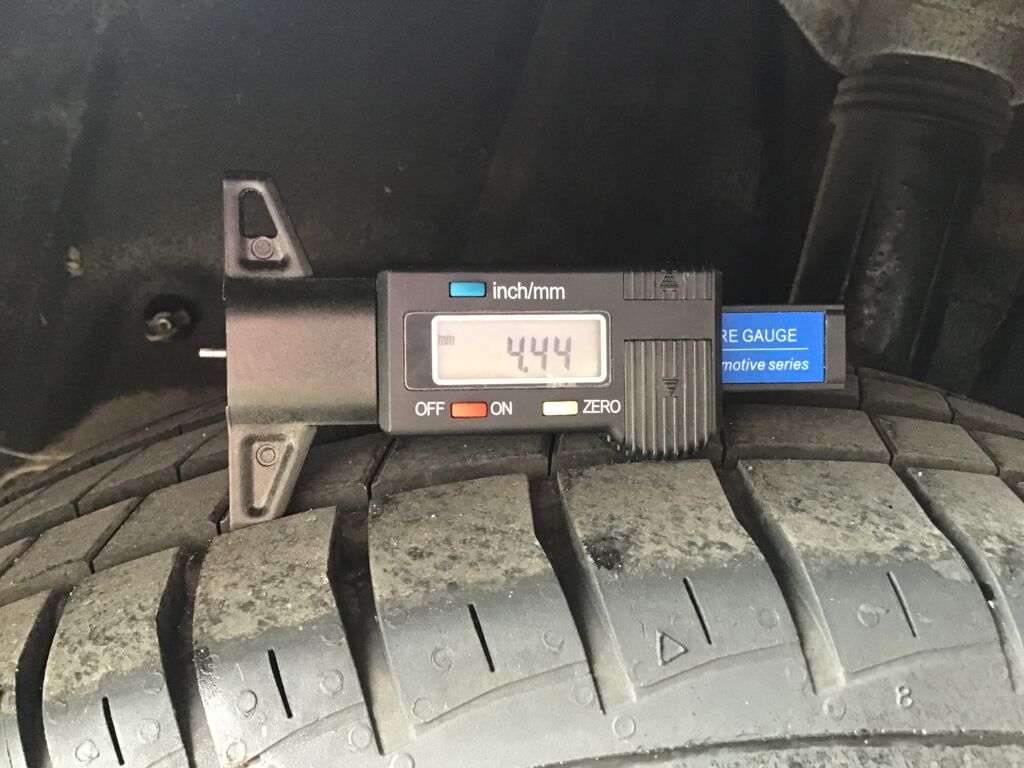 inch/mm
mm
4.44
OFF ON ZERO
RE GAUGE
motive series
8